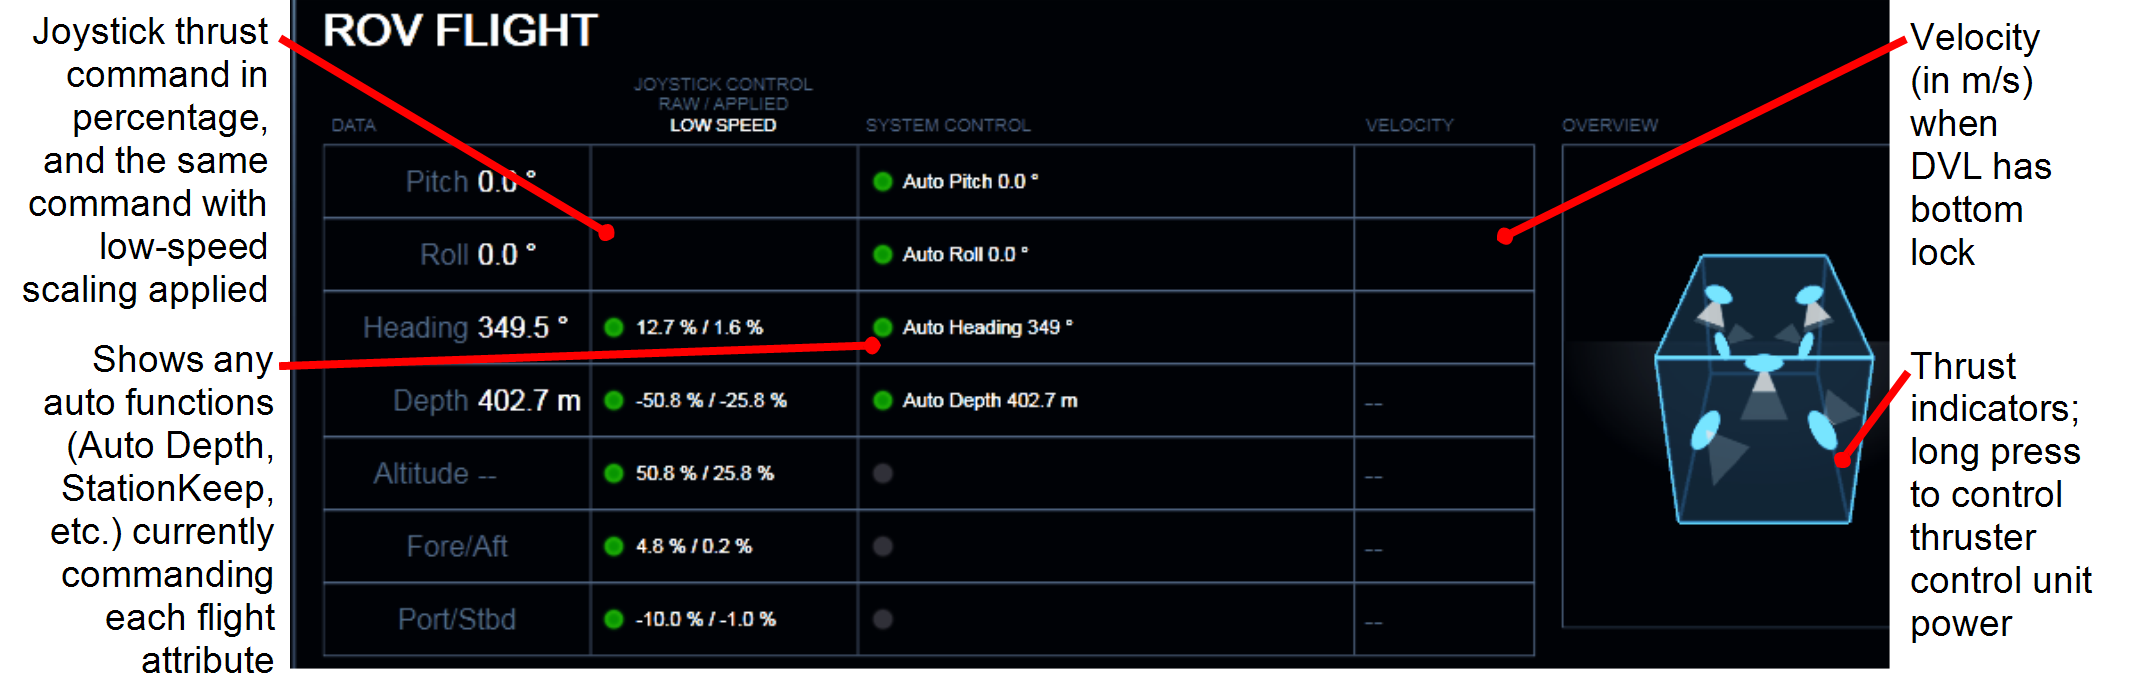 Joystick thrust
command in
percentage,
and the same
command with
low-speed
scaling applied
Shows any
auto functions
(Auto Depth,
StationKeep,
etc.) currently
commanding
each flight
attribute
ROV FLIGHT
DATA
JOYSTICK CONTROL
RAW / APPLIED
LOW SPEED
SYSTEM CONTROL
VELOCITY
OVERVIEW
Pitch 0.0 ° Auto Pitch 0.0 °
Roll 0.0 ° Auto Roll 0.0 °
Heading 349.5 ° 12.7 % / 1.6 % Auto Heading 349 °
Depth 402.7 m -50.8 % / -25.8 % Auto Depth 402.7 m --
Altitude -- 50.8 % / 25.8 % --
Fore/Aft 4.8 % / 0.2 % --
Port/Stbd -10.0 % / -1.0 % --
Velocity
(in m/s)
when
DVL has
bottom
lock
Thrust
indicators;
long press
to control
thruster
control unit
power